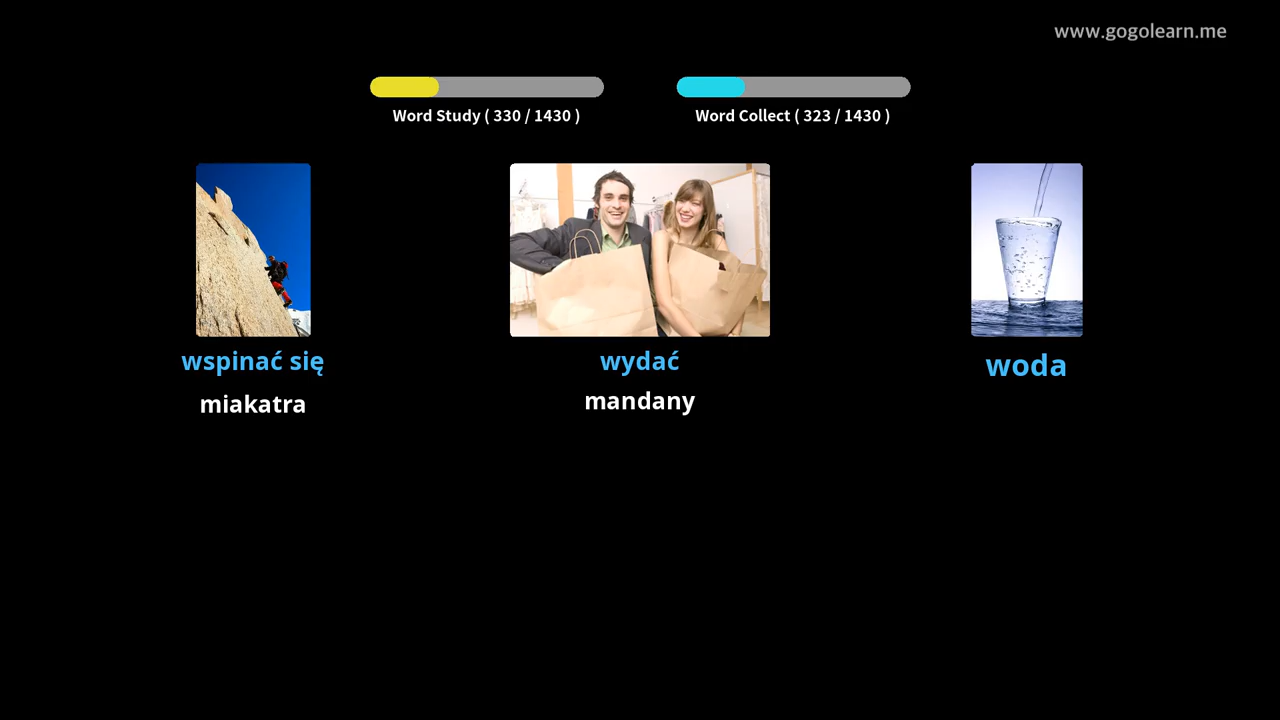 www.gogolearn.me
Word Study ( 330 / 1430 )
Word Collect ( 323 / 1430 )
wspinać się
miakatra
wydać
mandany
woda